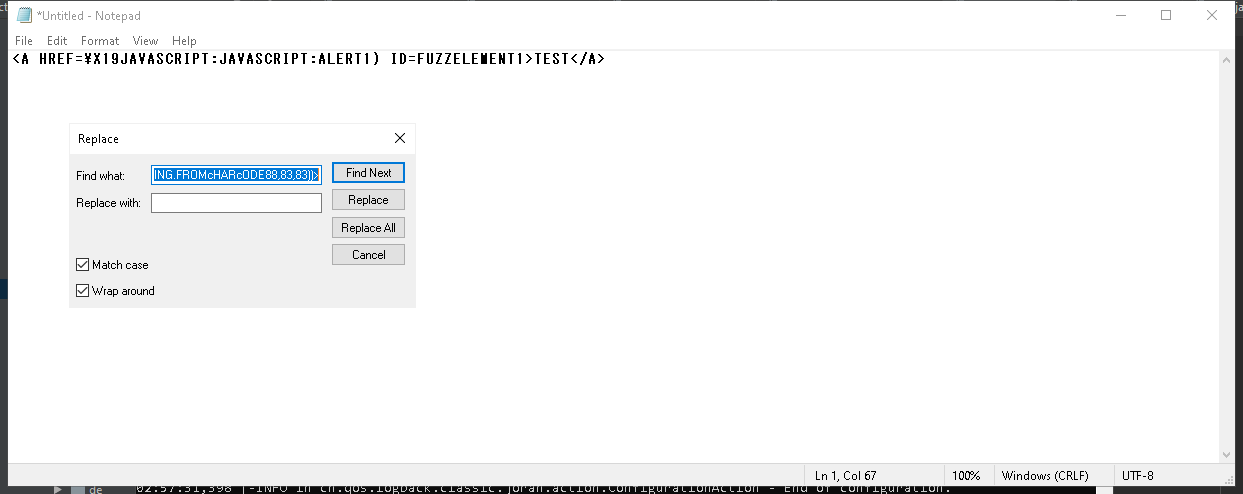 *Untitled - Notepad
File Edit Format View Help
<A HREF=¥X19JAVASCRIPT:JAVASCRIPT:ALERT1) ID=FUZZELEMENT1>TEST</A>
Replace
Find what: ING.FROMcHARcODE88,83,83))> Find Next
Replace with: Replace
Replace All
Match case Cancel
Wrap around
Ln 1, Col 67 100% Windows (CRLF) UTF-8
de 02:57:31,398 |-INFO in ch.qos.logback.classic.joran.action.ConfigurationAction - End of configuration.